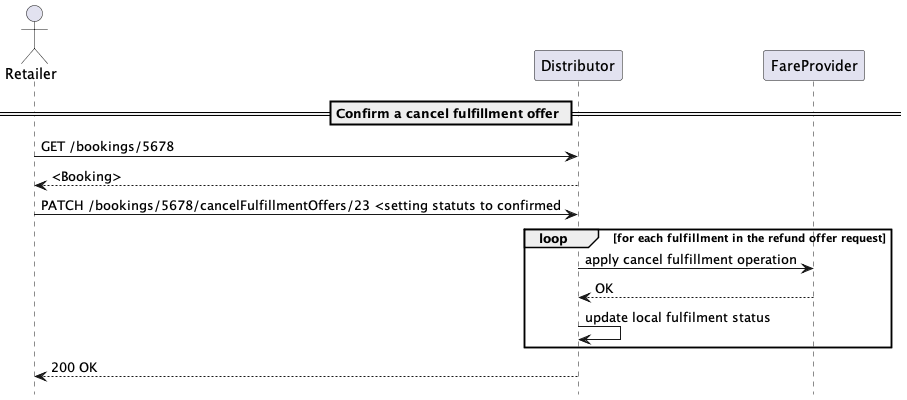 Retailer
Distributor
FareProvider
Confirm a cancel fulfillment offer
GET /bookings/5678
<Booking>
PATCH /bookings/5678/cancelFulfillmentOffers/23 <setting statuts to confirmed
loop [for each fulfillment in the refund offer request]
apply cancel fulfillment operation
OK
update local fulfilment status
200 OK